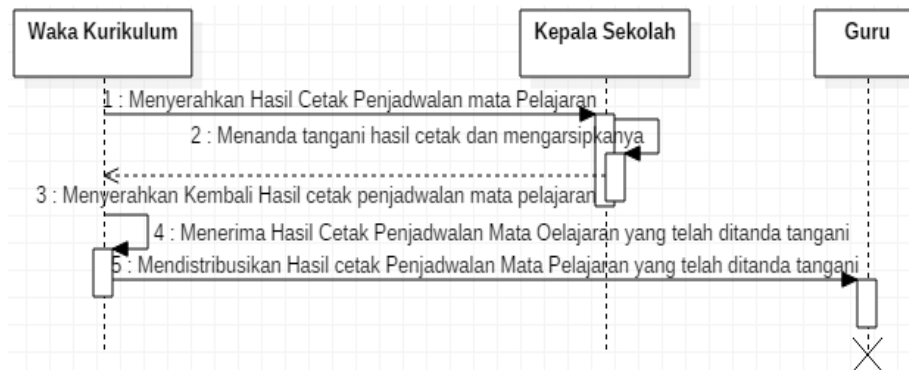 Waka Kurikulum
Kepala Sekolah
Guru
1 : Menyerahkan Hasil Cetak Penjadwalan mata Pelajaran
2 : Menanda tangani hasil cetak dan mengarsipkanya
3 : Menyerahkan Kembali Hasil cetak penjadwalan mata pelajaran
4 : Menerima Hasil Cetak Penjadwalan Mata Oelajaran yang telah ditanda tangani
5 : Mendistribusikan Hasil cetak Penjadwalan Mata Pelajaran yang telah ditanda tangani